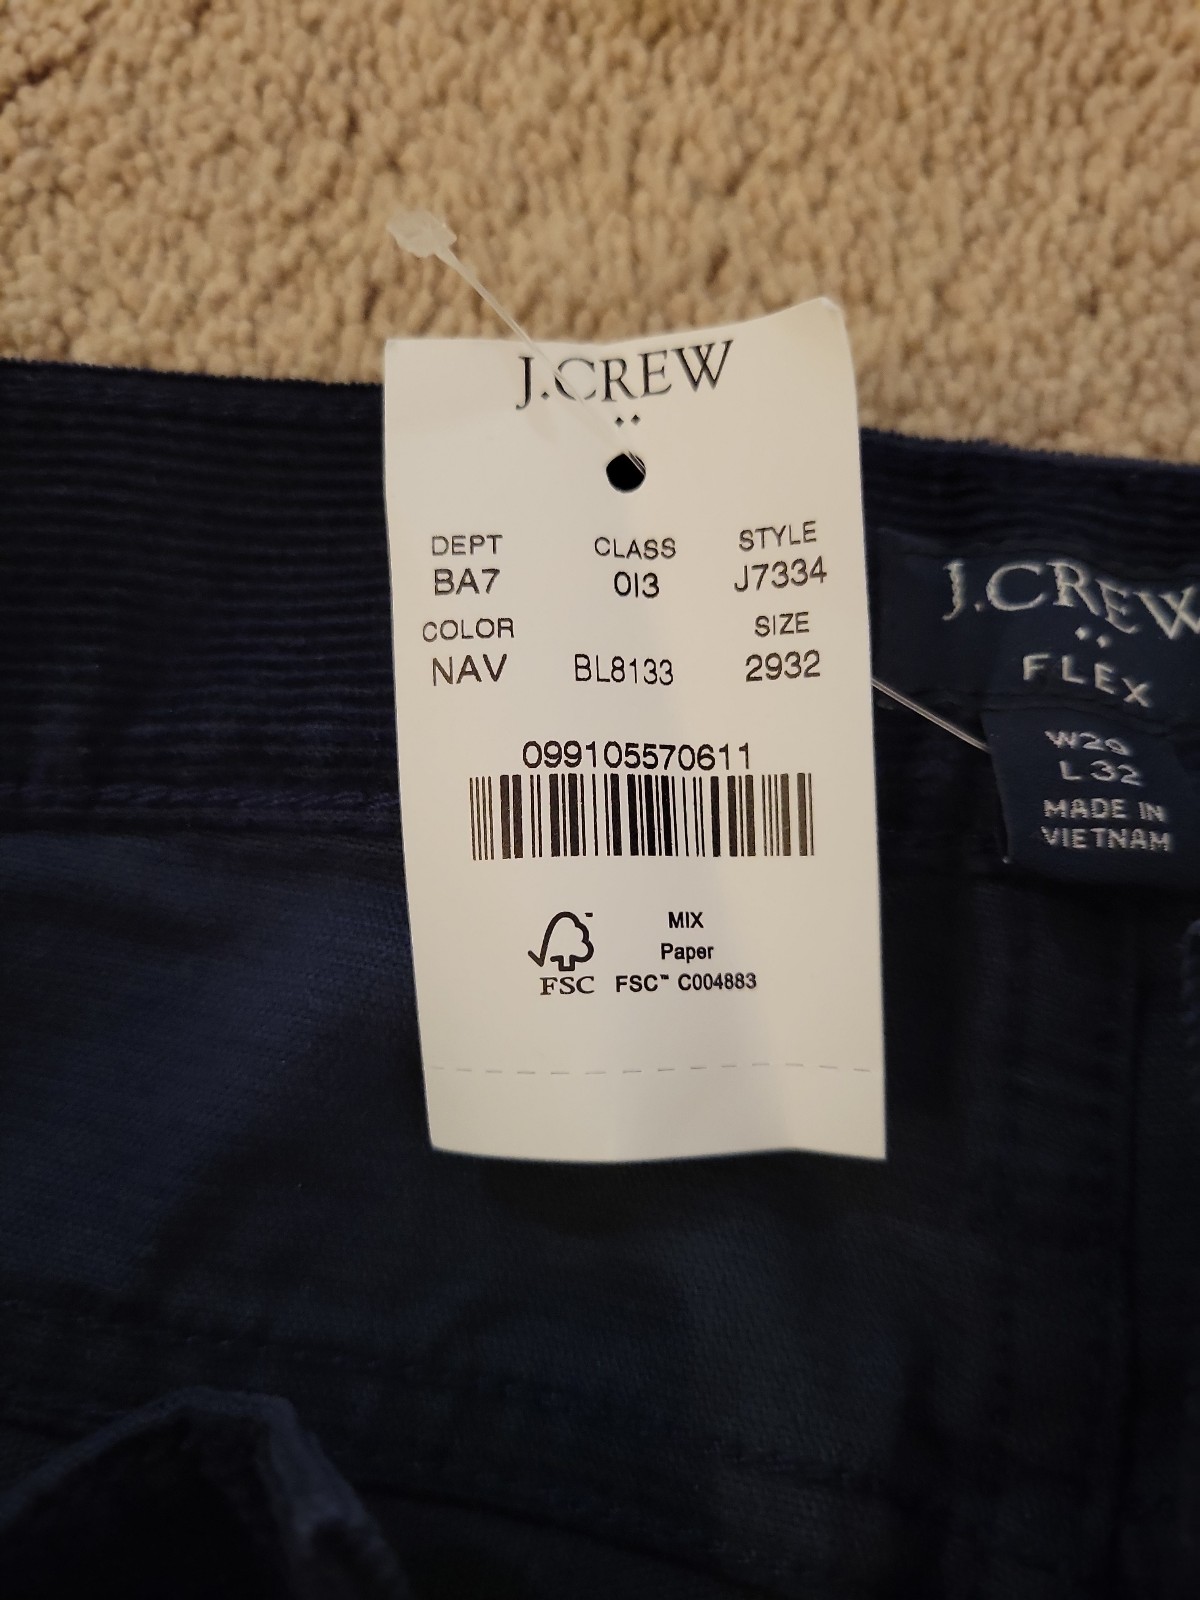 J.CREW
DEPT CLASS STYLE
BA7 013 J7334
COLOR SIZE
NAV BL8133 2932
099105570611
MIX
Paper
FSC FSC™ C004883
J.CREW
FLEX
W29
L 32
MADE IN
VIETNAM